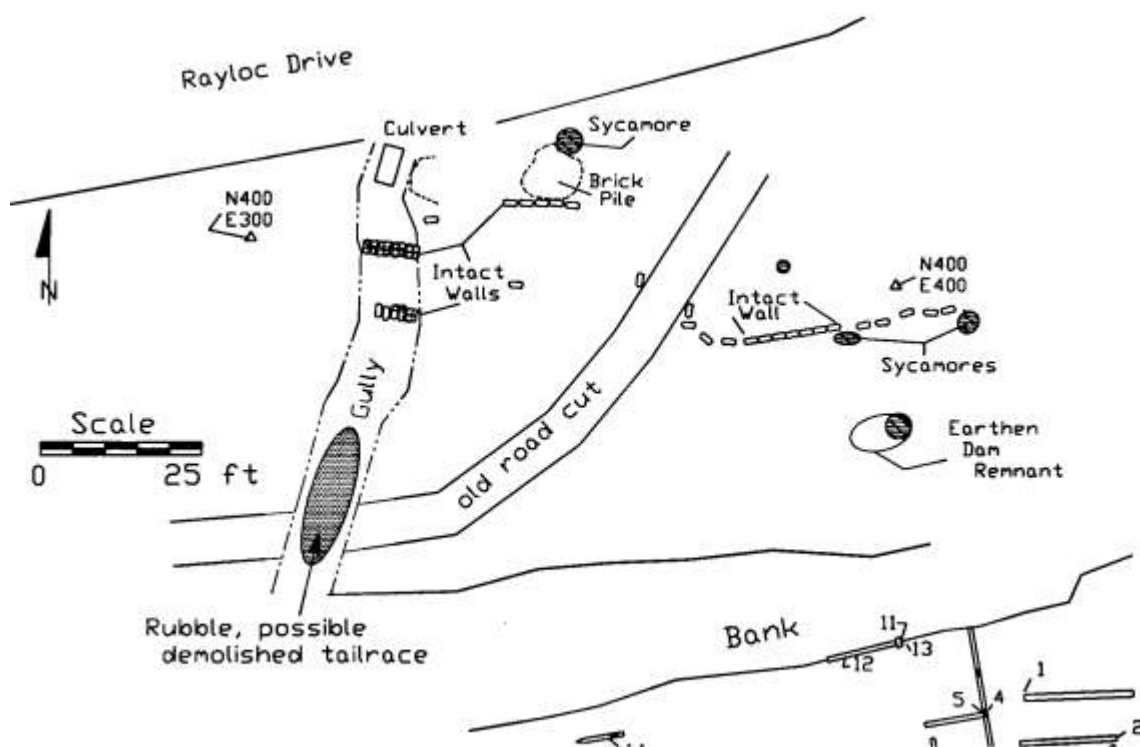 Rayloc Drive
Culvert
Sycamore
Brick
Pile
N400
E300
N
Intact
Walls
N400
E400
Intact
Wall
Sycamores
Scale
0 25 ft
Gully
old road cut
Earthen
Dam
Remnant
Rubble, possible
demolished tailrace
Bank
11
13
12
1
5 4
2